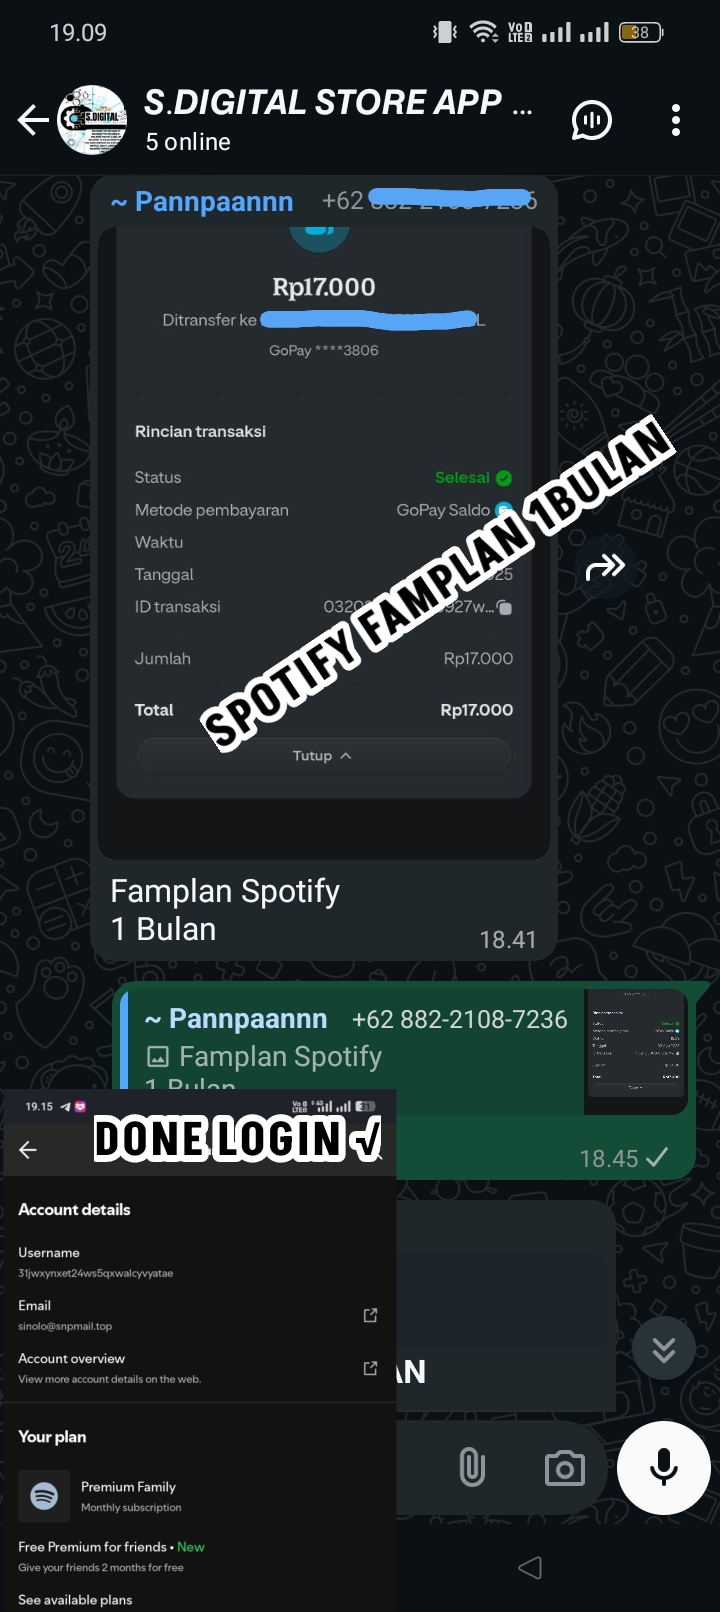 19.09
VoD LTE2
38
S.DIGITAL STORE APP ...
S.DIGITAL
5 online
~ Pannpaannn +62
Rp17.000
Ditransfer ke L
GoPay ****3806
Rincian transaksi
Status Selesai
Metode pembayaran GoPay Saldo
Waktu
Tanggal 25
ID transaksi 0320 927w...
Jumlah Rp17.000
Total Rp17.000
Tutup
SPOTIFY FAMPLAN 1BULAN
Famplan Spotify
1 Bulan
18.41
~ Pannpaannn +62 882-2108-7236
Famplan Spotify
1 Bulan
18.45
AN
19.15
31
DONE LOGIN √
Account details
Username
31jwxynxet24ws5qxwalcyvyatae
Email
sinolo@snpmail.top
Account overview
View more account details on the web.
Your plan
Premium Family
Monthly subscription
Free Premium for friends • New
Give your friends 2 months for free
See available plans